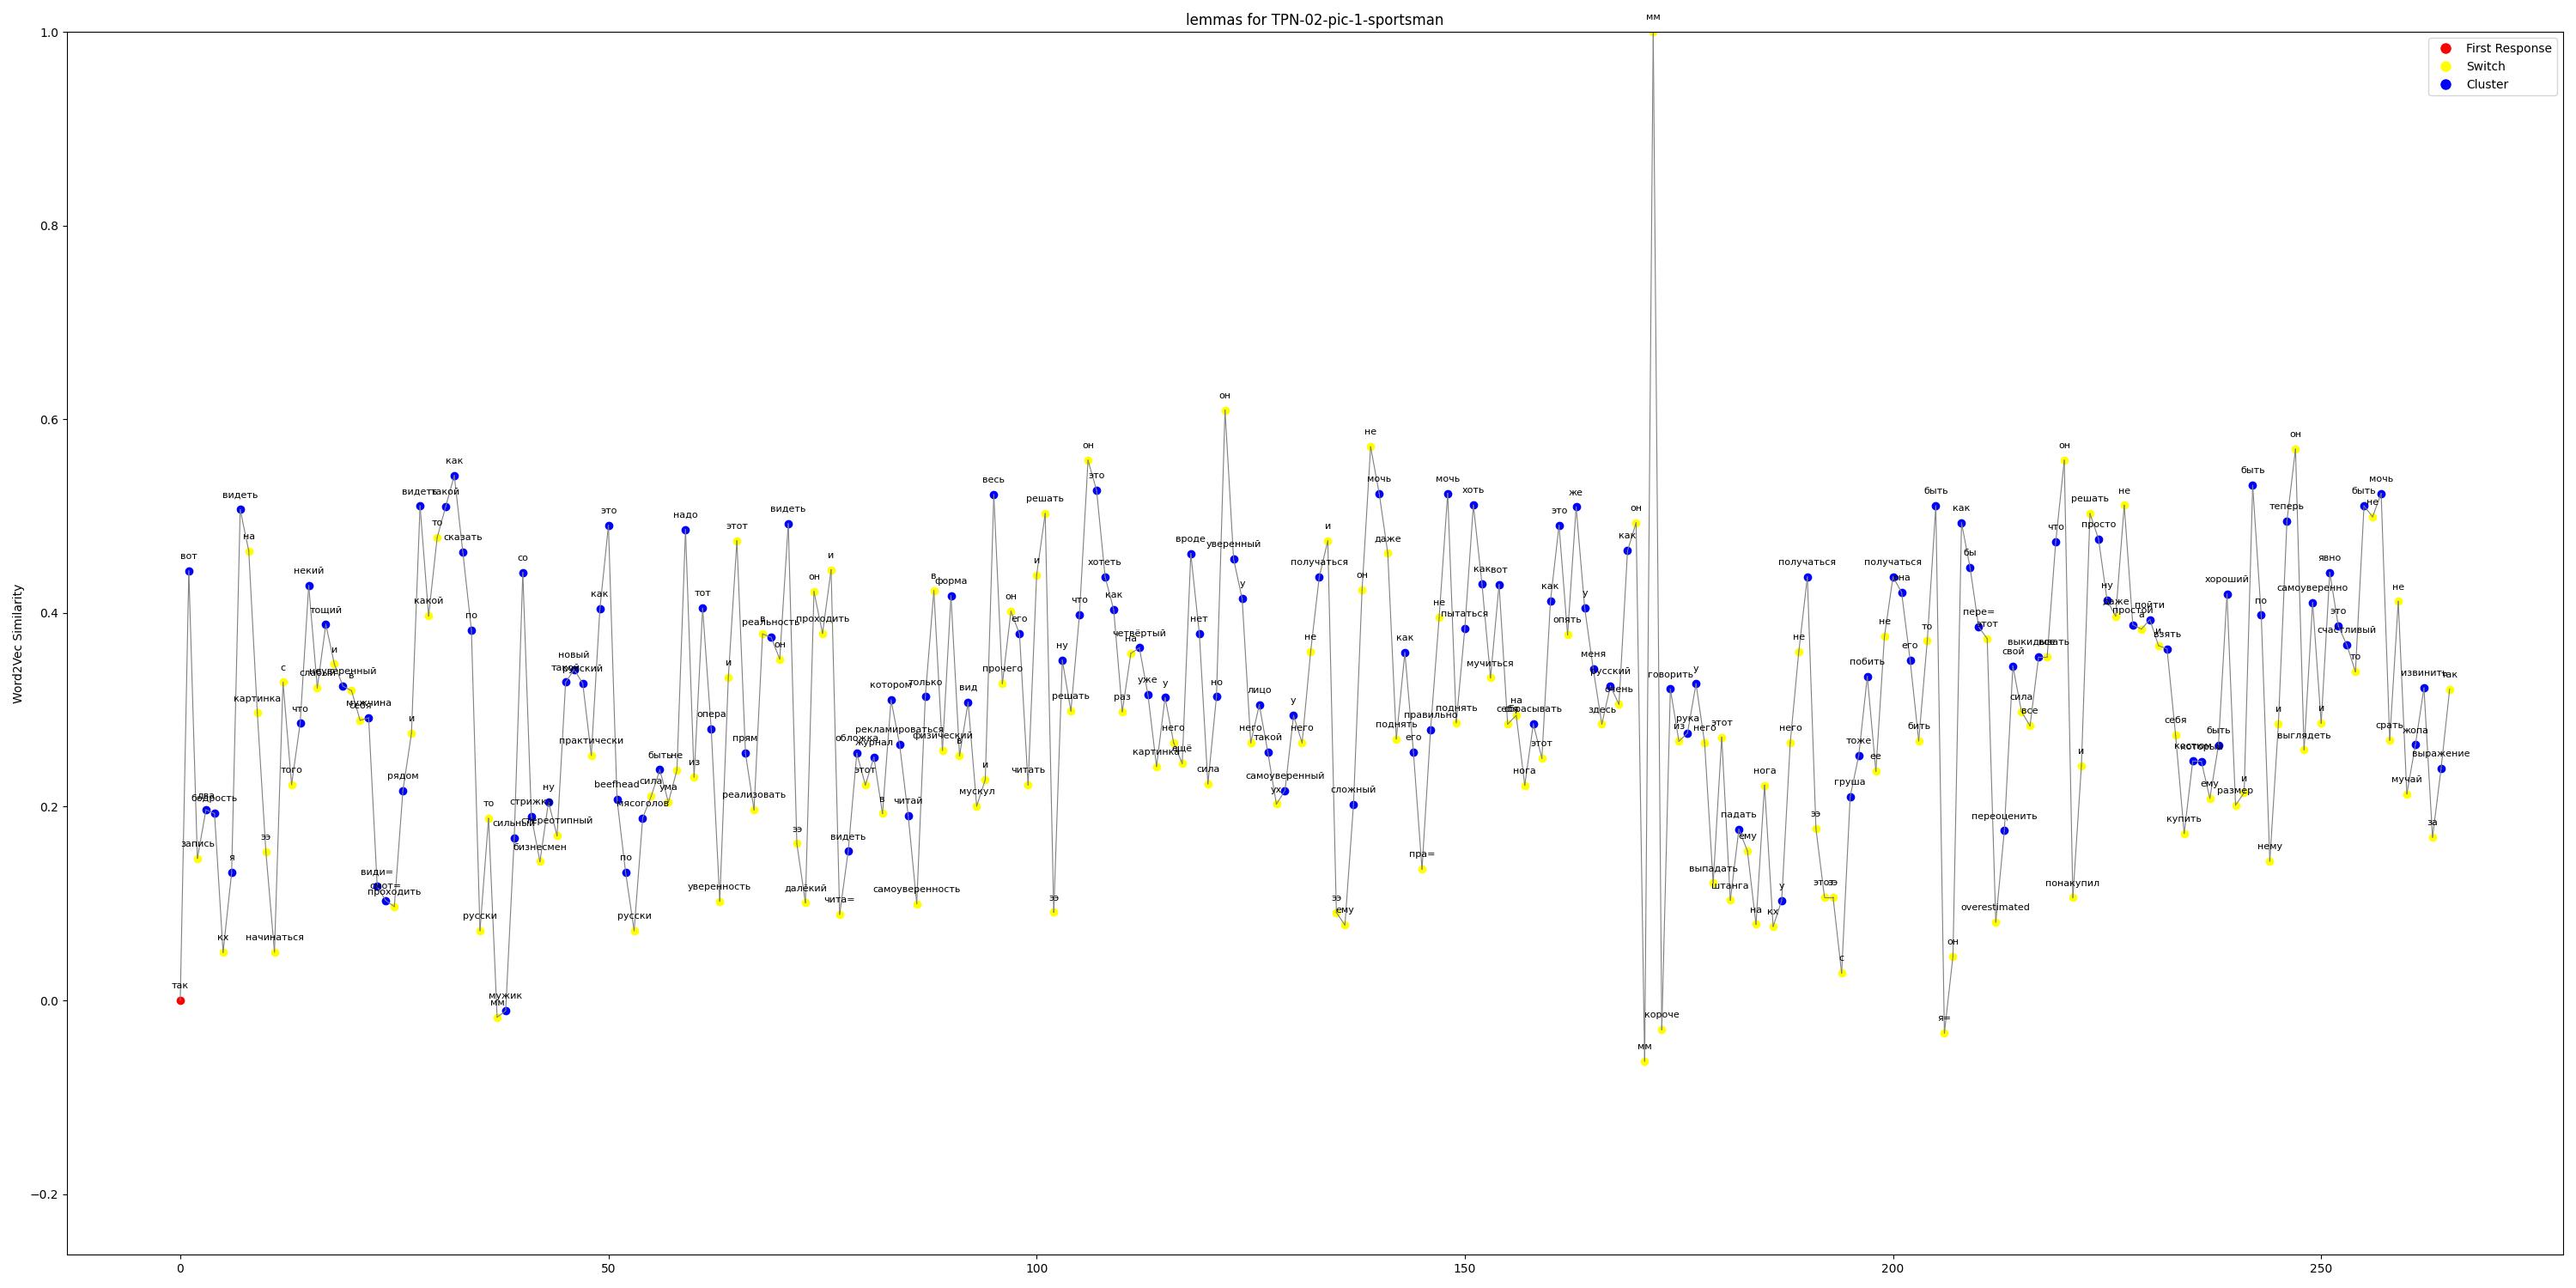 lemmas for TPN-02-pic-1-sportsman
First Response
Switch
Cluster
Word2Vec Similarity
1.0
0.8
0.6
0.4
0.2
0.0
−0.2
0
50
100
150
200
250
так
вот
запись
два
бодрость
кх
я
видеть
на
картинка
ээ
начинаться
с
того
что
некий
слабый
тощий
и
неуверенный
в
себя
мужчина
види=
смот=
проходить
рядом
и
видеть
какой
то
такой
как
сказать
по
русски
то
мм
мужик
сильный
со
стрижка
бизнесмен
ну
стереотипный
такой
новый
русский
практически
как
это
beefhead
по
русски
мясоголов
сила
быть
ума
не
надо
из
тот
опера
уверенность
и
этот
прям
реализовать
в
реальность
он
видеть
ээ
далёкий
он
проходить
и
чита=
видеть
обложка
этот
журнал
в
котором
рекламироваться
читай
самоуверенность
только
в
физический
форма
в
вид
мускул
и
весь
прочего
он
его
читать
и
решать
ээ
ну
решать
что
он
это
хотеть
как
раз
на
четвёртый
уже
картинка
у
него
ещё
вроде
нет
сила
но
он
уверенный
у
него
лицо
такой
самоуверенный
ух
у
него
не
получаться
и
ээ
ему
сложный
он
не
мочь
даже
поднять
как
его
пра=
правильно
не
мочь
поднять
пытаться
хоть
как
мучиться
вот
себя
на
нога
сбрасывать
этот
как
это
опять
же
у
меня
здесь
русский
очень
как
он
мм
мм
короче
говорить
из
рука
у
него
выпадать
этот
штанга
падать
ему
на
нога
кх
у
него
не
получаться
ээ
этот
ээ
с
груша
тоже
побить
ее
не
получаться
она
его
то
бить
быть
я=
он
как
бы
пере=
этот
overestimated
переоценить
свой
сила
все
выкидывать
все
что
он
понакупил
и
решать
просто
ну
даже
не
простой
а
пойти
и
взять
себя
купить
костюм
который
ему
быть
хороший
размер
и
быть
по
нему
и
теперь
он
выглядеть
самоуверенно
и
явно
это
счастливый
то
быть
не
мочь
срать
не
мучай
жопа
извинить
за
выражение
так